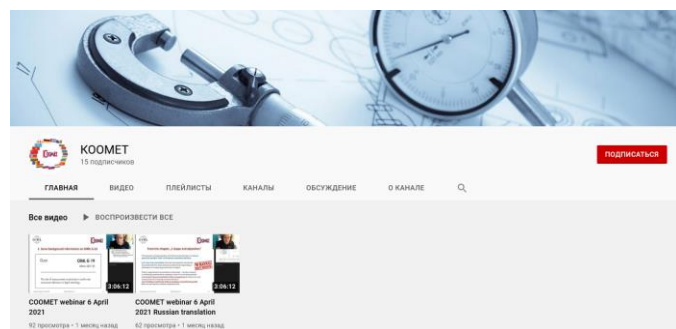 КООМЕТ
15 подписчиков
ПОДПИСАТЬСЯ
ГЛАВНАЯ ВИДЕО ПЛЕЙЛИСТЫ КАНАЛЫ ОБСУЖДЕНИЕ О КАНАЛЕ
Все видео ВОСПРОИЗВЕСТИ ВСЕ
3:06:12 3:06:12
COOMET webinar 6 April
2021
COOMET webinar 6 April
2021 Russian translation
92 просмотра • 1 месяц назад
62 просмотра • 1 месяц назад